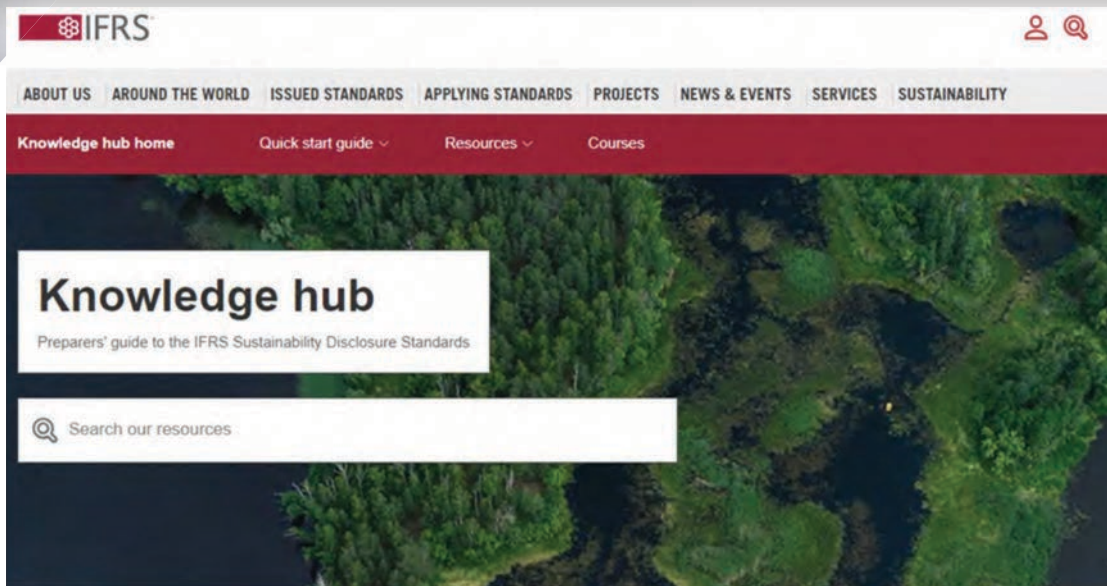 IFRS
ABOUT US AROUND THE WORLD ISSUED STANDARDS APPLYING STANDARDS PROJECTS NEWS & EVENTS SERVICES SUSTAINABILITY
Knowledge hub home Quick start guide Resources Courses
Knowledge hub
Preparers' guide to the IFRS Sustainability Disclosure Standards
Search our resources